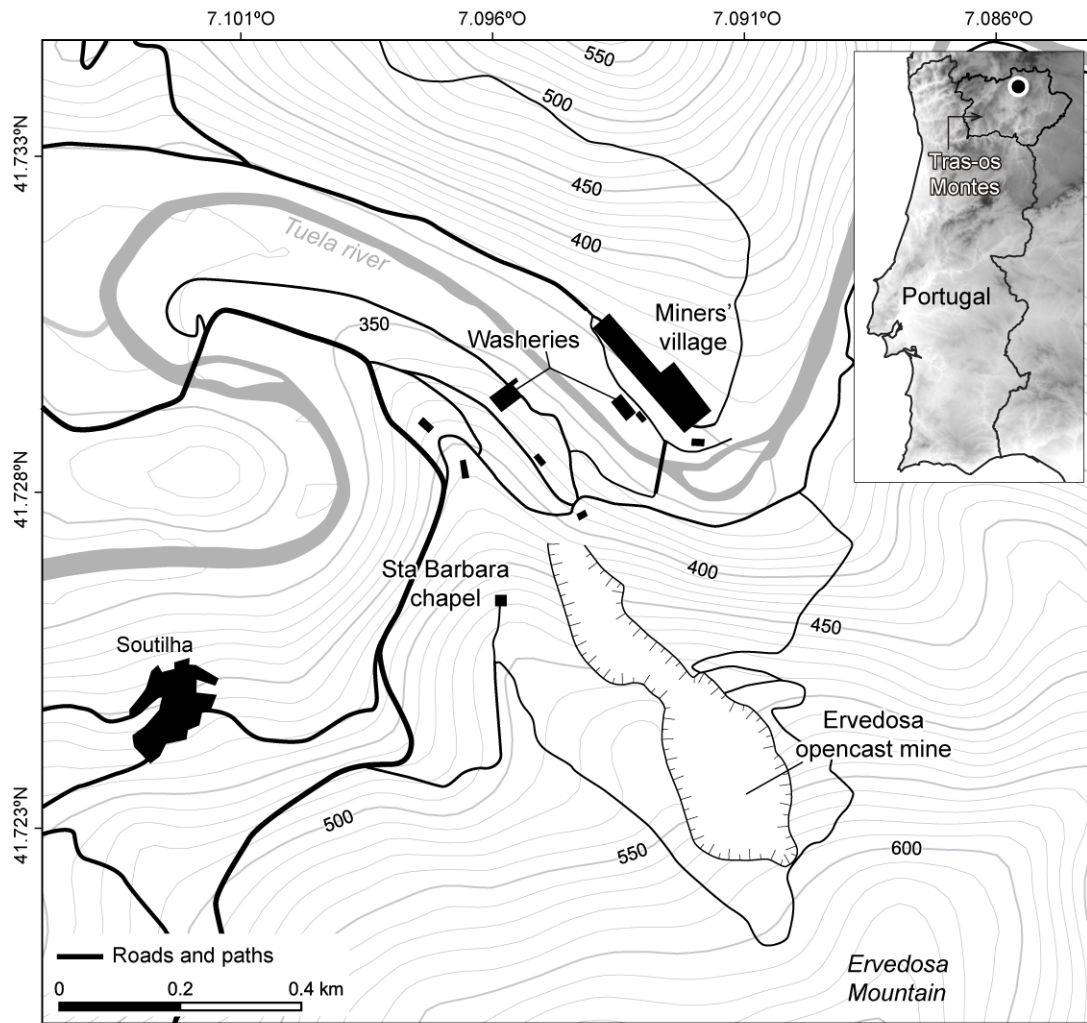 7.101ºO
7.096ºO
7.091ºO
7.086ºO
41.733ºN
41.728ºN
41.723ºN
550
500
450
400
Tuela river
Tras-os
Montes
Portugal
Miners'
village
350
Washeries
400
Sta Barbara
chapel
450
Soutilha
Ervedosa
opencast mine
500
550
600
Roads and paths
Ervedosa
Mountain
0
0.2
0.4 km